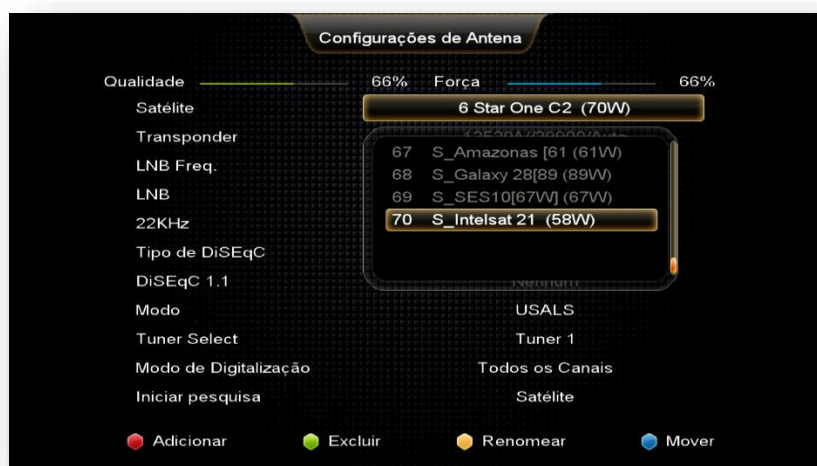 Configurações de Antena
Qualidade 66% Força 66%
Satélite 6 Star One C2 (70W)
Transponder
67 S_Amazonas [61 (61W)
LNB Freq.
68 S_Galaxy 28[89 (89W)
LNB 69 S_SES10[67W] (67W)
22KHz 70 S_Intelsat 21 (58W)
Tipo de DiSEqC
DiSEqC 1.1 Nenhum
Modo USALS
Tuner Select Tuner 1
Modo de Digitalização Todos os Canais
Iniciar pesquisa Satélite
Adicionar Excluir Renomear Mover